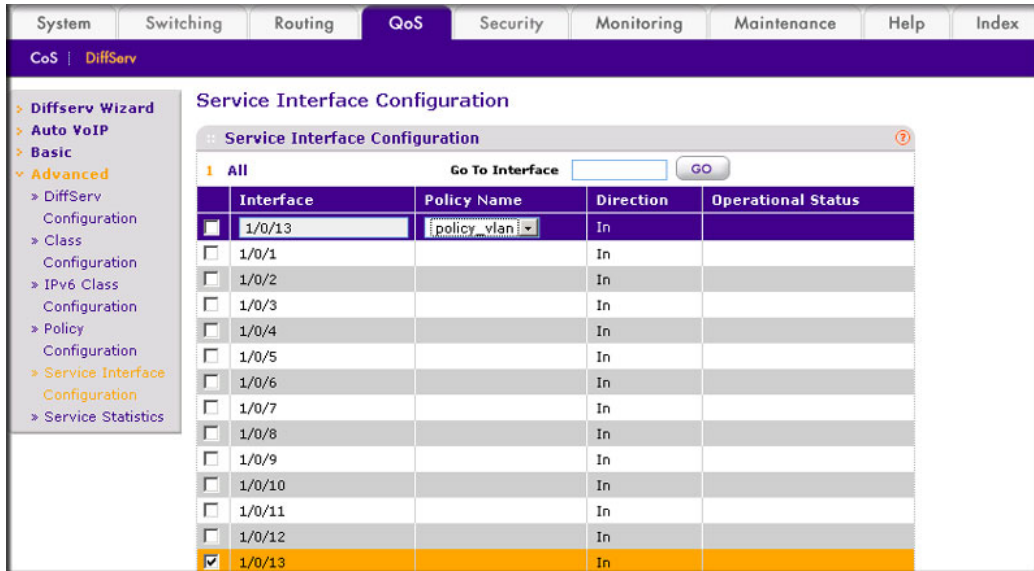 System Switching Routing QoS Security Monitoring Maintenance Help Index
CoS | DiffServ
Diffserv Wizard
Auto VoIP
Basic
Advanced
» DiffServ
Configuration
» Class
Configuration
» IPv6 Class
Configuration
» Policy
Configuration
» Service Interface
Configuration
» Service Statistics
Service Interface Configuration
Service Interface Configuration ?
1 All Go To Interface GO
Interface Policy Name Direction Operational Status
1/0/13 policy_vlan In
1/0/1 In
1/0/2 In
1/0/3 In
1/0/4 In
1/0/5 In
1/0/6 In
1/0/7 In
1/0/8 In
1/0/9 In
1/0/10 In
1/0/11 In
1/0/12 In
1/0/13 In